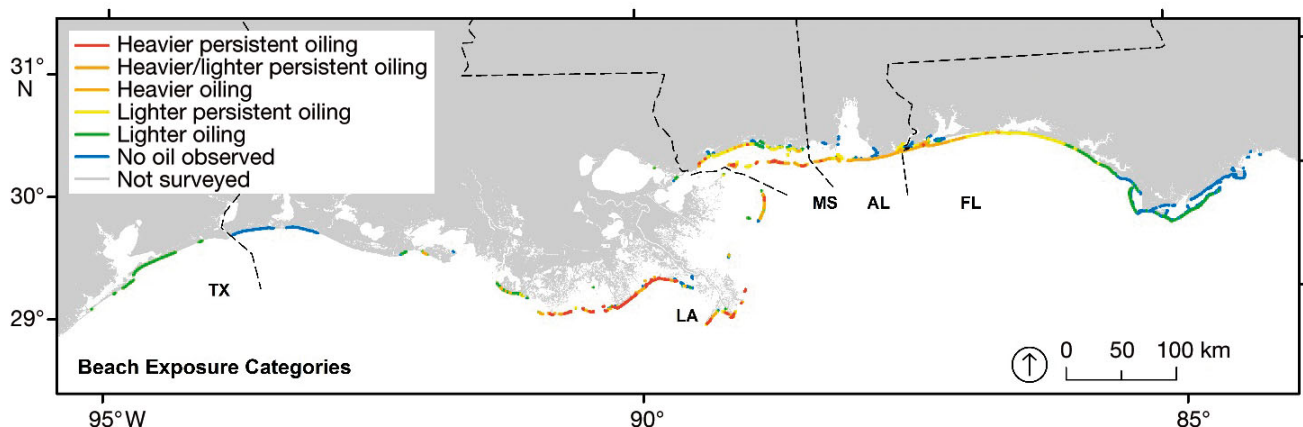 Heavier persistent oiling
Heavier/lighter persistent oiling
Heavier oiling
Lighter persistent oiling
Lighter oiling
No oil observed
Not surveyed
31°
N
30°
29°
TX
LA
MS
AL
FL
Beach Exposure Categories
0 50 100 km
95° W
90°
85°